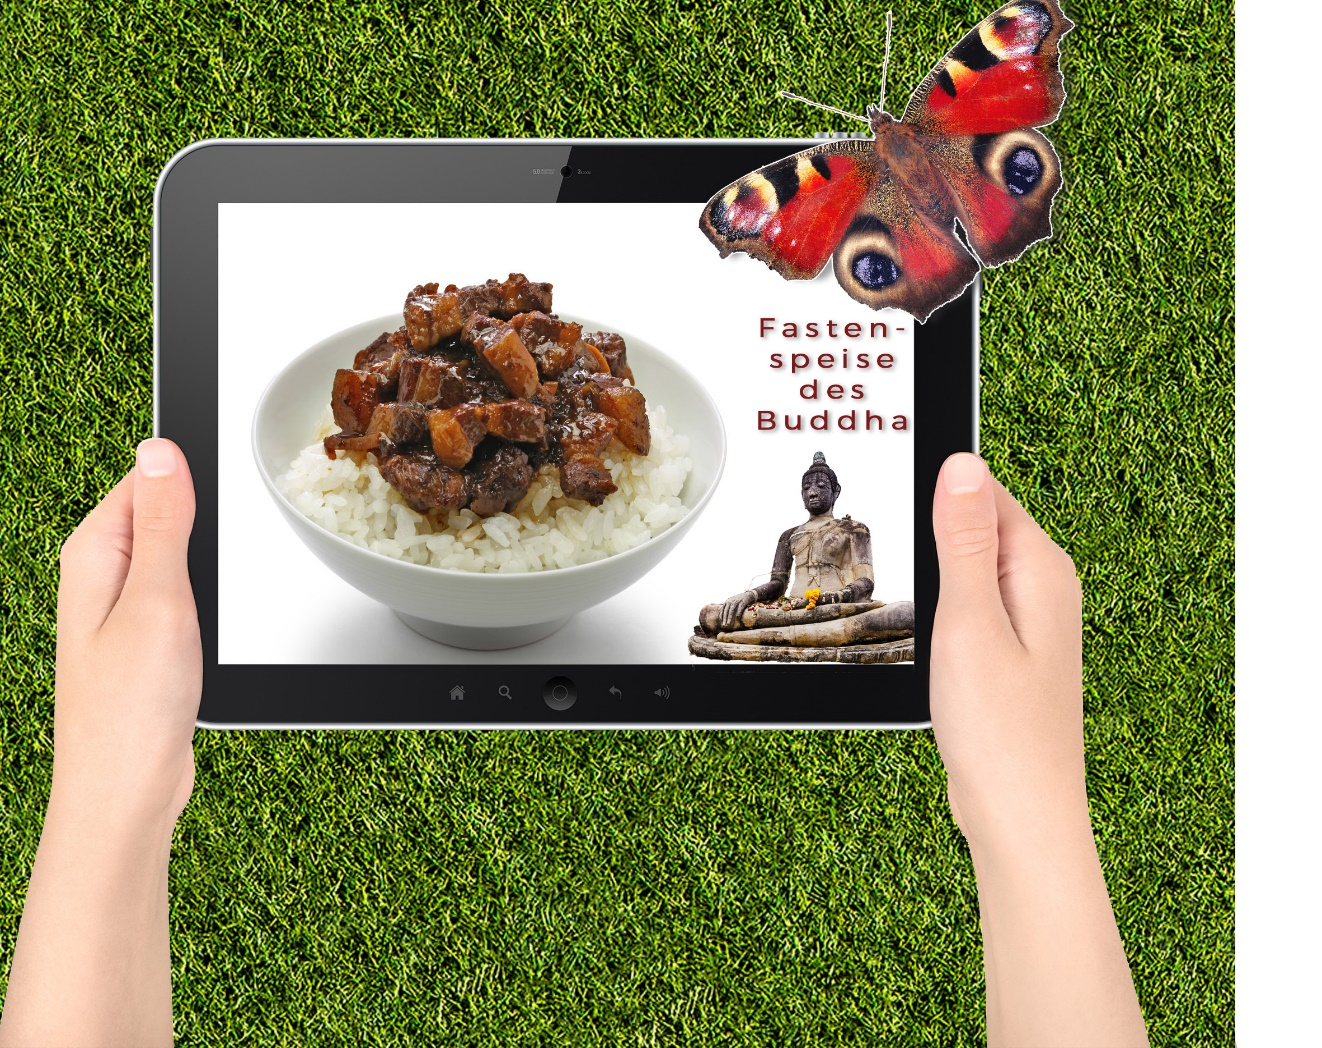 Fasten-
speise
des
Buddha